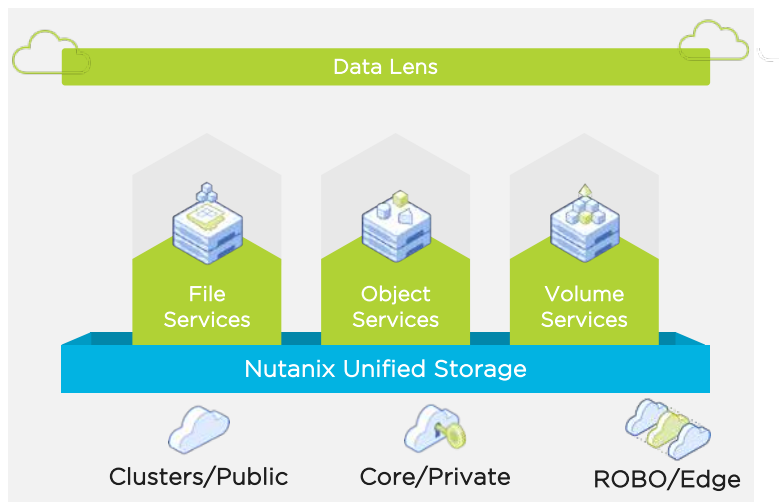 Data Lens
File
Services
Object
Services
Volume
Services
Nutanix Unified Storage
Clusters/Public
Core/Private
ROBO/Edge